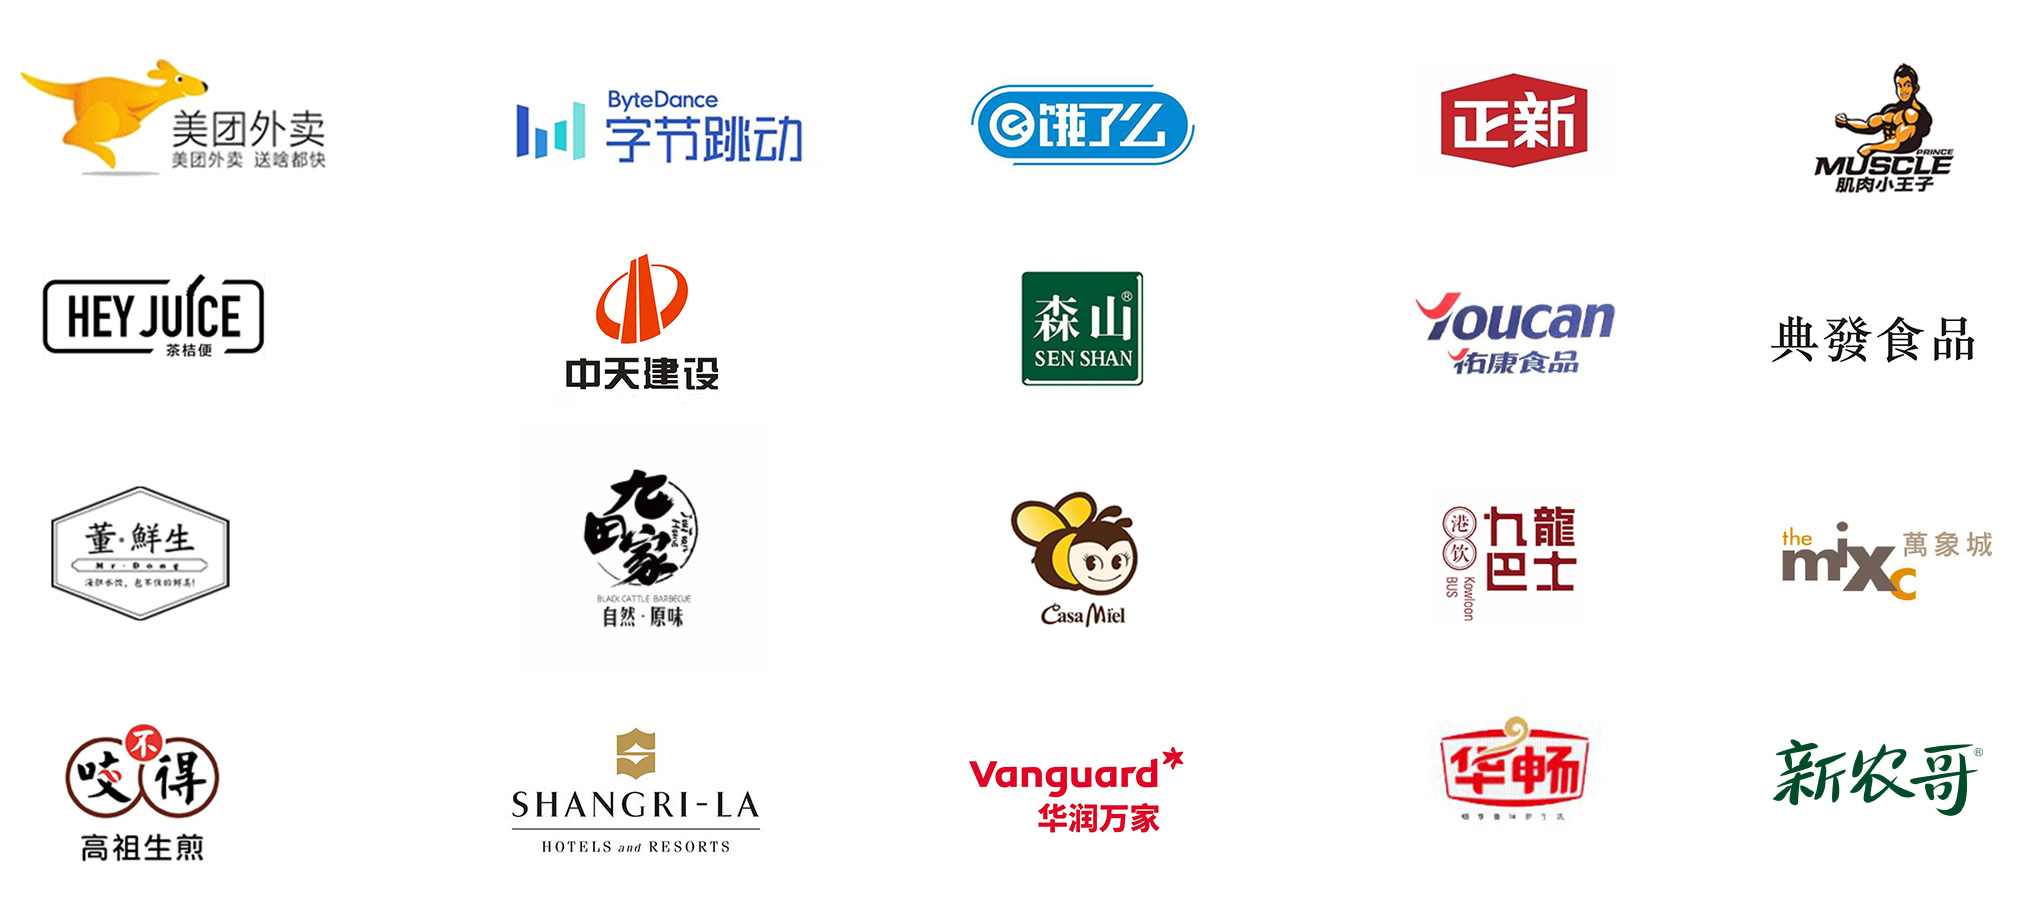 美团外卖
美团外卖 送啥都快
ByteDance
字节跳动
饿了么
正新
PRINCE
MUSCLE
肌肉小王子
HEY JUICE
茶桔便
中天建设
森山®
SEN SHAN
Youcan
祐康食品
典發食品
董·鮮生
Mr·Dong
九田家
BLACK CATTLE BARBECUE
自然·原味
Casa Miel
港饮
九龍巴士
Kowloon
BUS
the
mixc
萬象城
咬不得
高祖生煎
SHANGRI-LA
HOTELS and RESORTS
Vanguard
华润万家
华畅
新农哥®